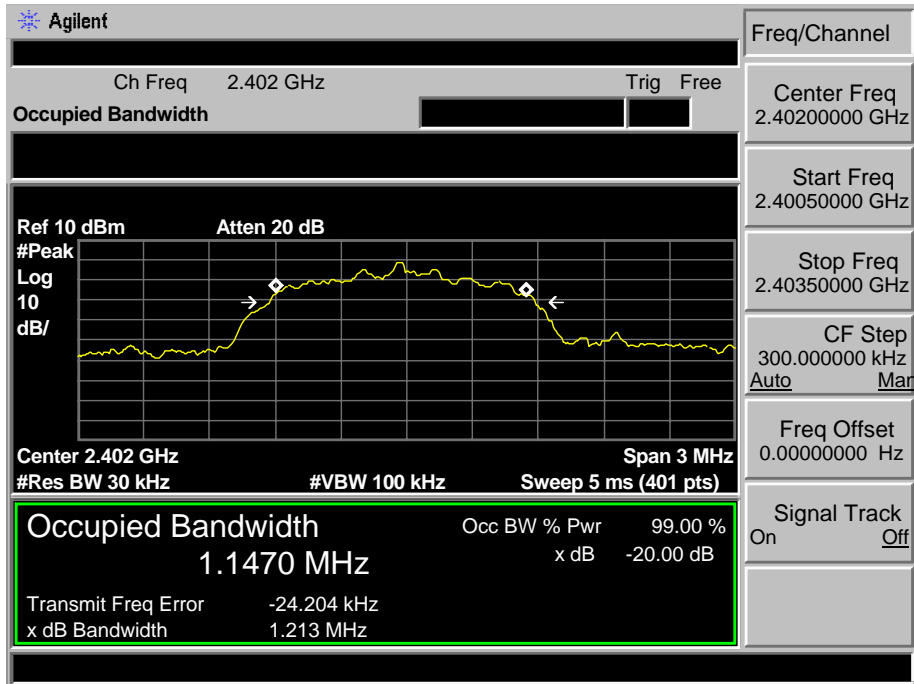 Agilent
Freq/Channel
Ch Freq 2.402 GHz Trig Free
Occupied Bandwidth
Center Freq
2.40200000 GHz
Start Freq
2.40050000 GHz
Stop Freq
2.40350000 GHz
CF Step
300.000000 kHz
Auto Man
Freq Offset
0.00000000 Hz
Signal Track
On Off
Ref 10 dBm Atten 20 dB
#Peak
Log
10
dB/
Center 2.402 GHz Span 3 MHz
#Res BW 30 kHz #VBW 100 kHz Sweep 5 ms (401 pts)
Occupied Bandwidth Occ BW % Pwr 99.00 %
1.1470 MHz x dB -20.00 dB
Transmit Freq Error -24.204 kHz
x dB Bandwidth 1.213 MHz